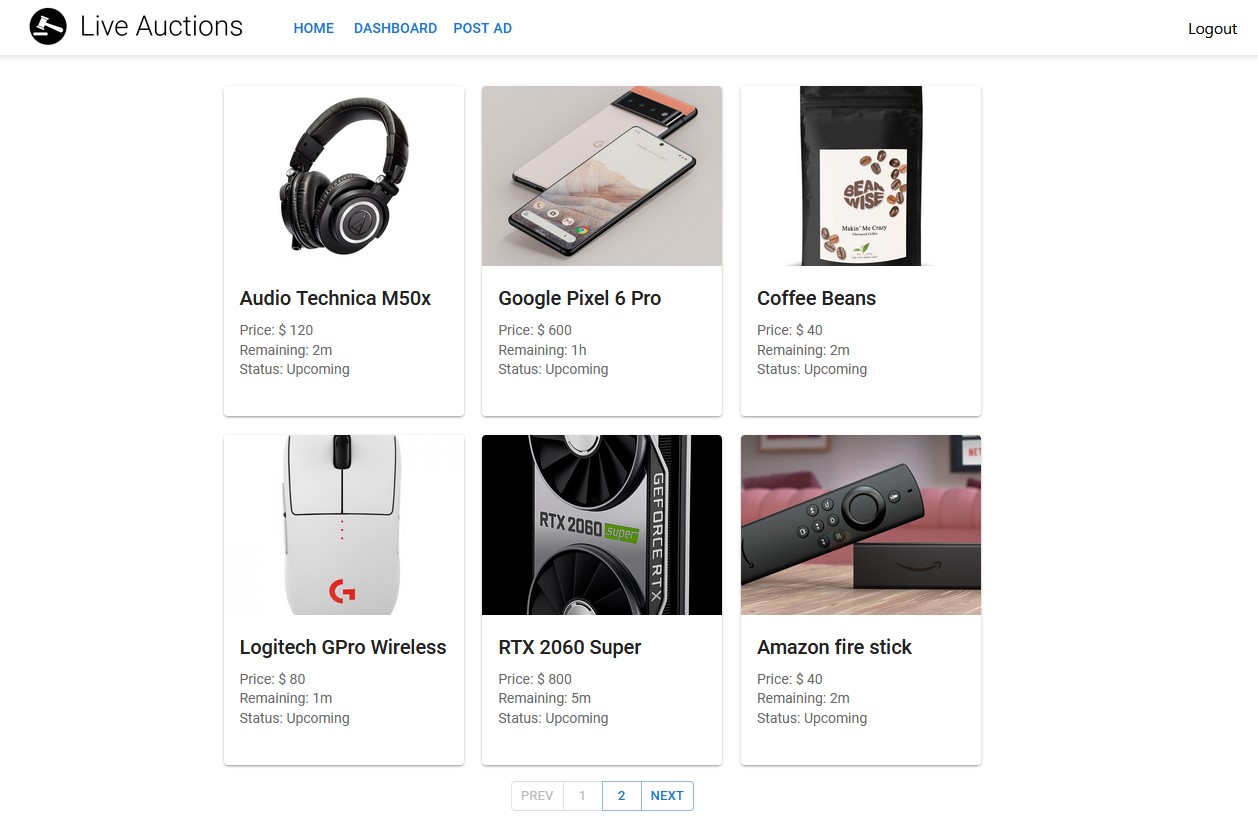 Live Auctions
HOME
DASHBOARD
POST AD
Logout
BEAN
WISE
Makin' Me Crazy
Flavoured Coffee
Audio Technica M50x
Price: $ 120
Remaining: 2m
Status: Upcoming
Google Pixel 6 Pro
Price: $ 600
Remaining: 1h
Status: Upcoming
Coffee Beans
Price: $ 40
Remaining: 2m
Status: Upcoming
RTX 2060 super
GEFORCE RTX
NET
Logitech GPro Wireless
Price: $ 80
Remaining: 1m
Status: Upcoming
RTX 2060 Super
Price: $ 800
Remaining: 5m
Status: Upcoming
Amazon fire stick
Price: $ 40
Remaining: 2m
Status: Upcoming
PREV
1
2
NEXT